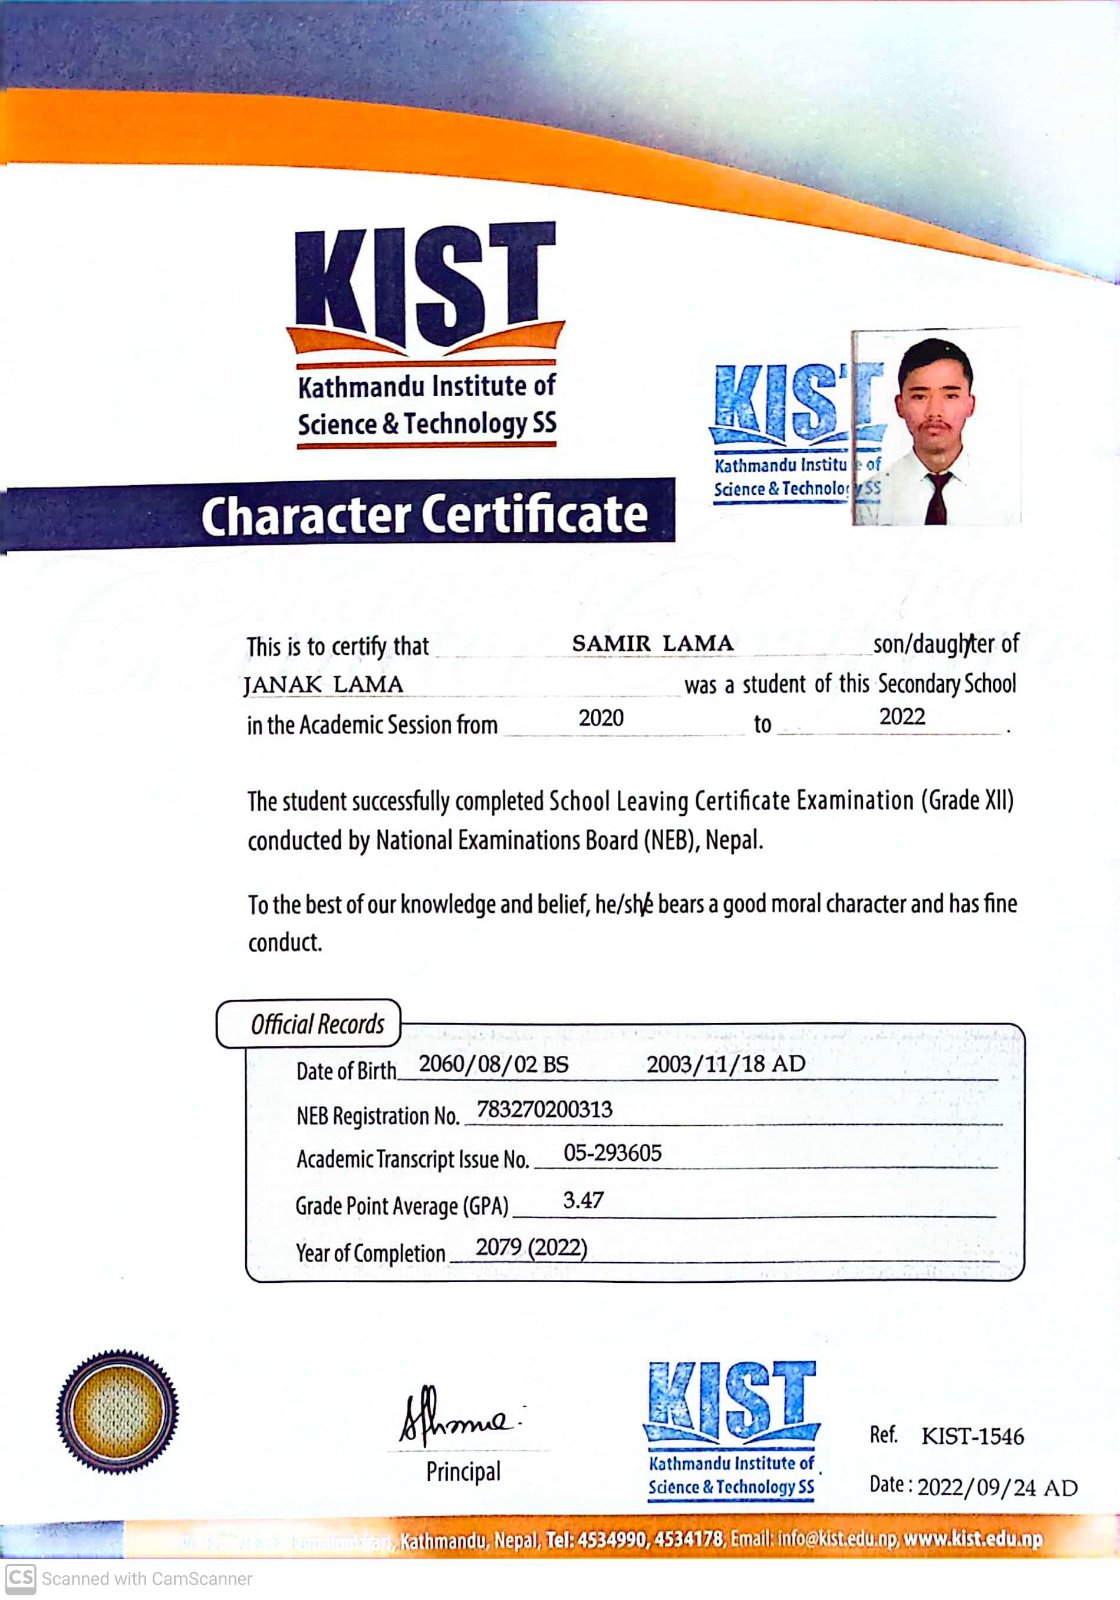 KIST
Kathmandu Institute of
Science & Technology SS
KIST
Kathmandu Institute of
Science & Technology SS
Character Certificate
This is to certify that SAMIR LAMA son/daughter of
JANAK LAMA was a student of this Secondary School
in the Academic Session from 2020 to 2022.
The student successfully completed School Leaving Certificate Examination (Grade XII)
conducted by National Examinations Board (NEB), Nepal.
To the best of our knowledge and belief, he/she bears a good moral character and has fine
conduct.
Official Records
Date of Birth 2060/08/02 BS 2003/11/18 AD
NEB Registration No. 783270200313
Academic Transcript Issue No. 05-293605
Grade Point Average (GPA) 3.47
Year of Completion 2079 (2022)
Principal
KIST
Kathmandu Institute of
Science & Technology SS
Ref. KIST-1546
Date: 2022/09/24 AD
Kathmandu, Nepal, Tel: 4534990, 4534178, Email: info@kist.edu.np, www.kist.edu.np
CS Scanned with CamScanner